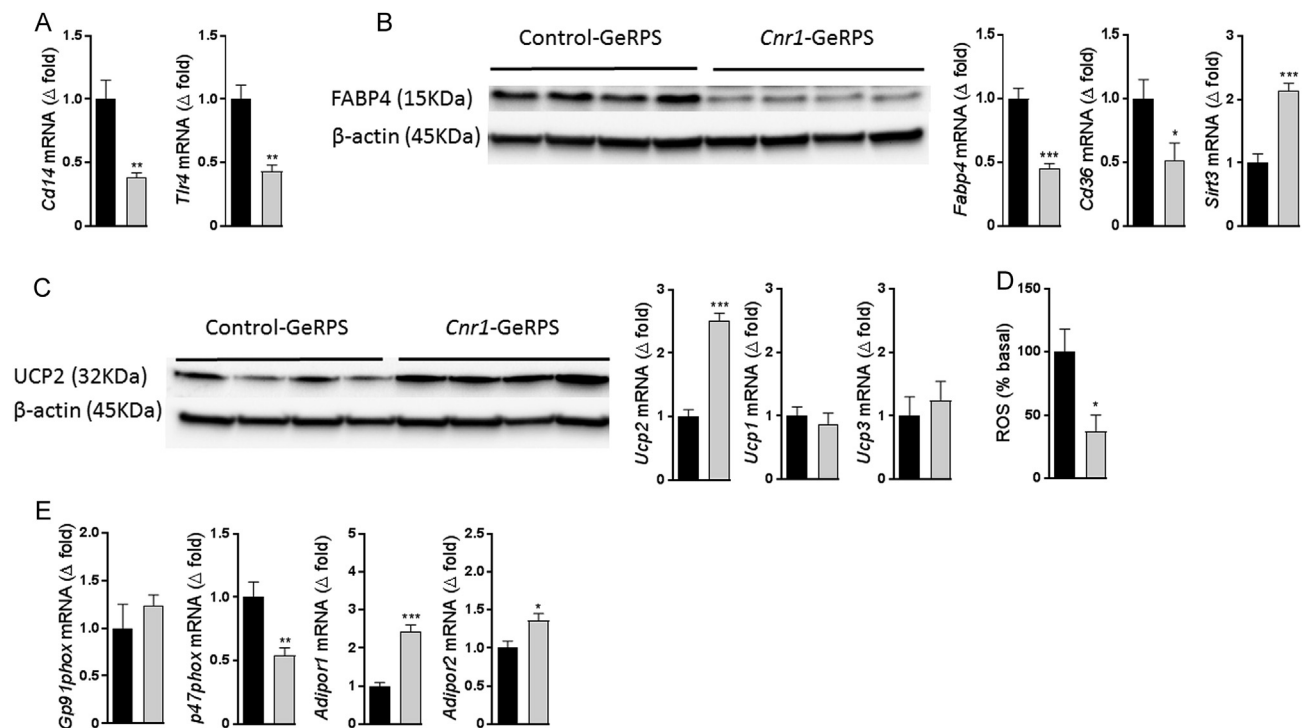 A
Cd14 mRNA (Δ fold)
1.5
1.0
0.5
0
**
Tlr4 mRNA (Δ fold)
1.5
1.0
0.5
0
**
B
Control-GeRPS
Cnr1-GeRPS
FABP4 (15KDa)
β-actin (45KDa)
Fabp4 mRNA (Δ fold)
1.5
1.0
0.5
0
***
Cd36 mRNA (Δ fold)
1.5
1.0
0.5
0
*
Sirt3 mRNA (Δ fold)
3
2
1
0
***
C
Control-GeRPS
Cnr1-GeRPS
UCP2 (32KDa)
β-actin (45KDa)
Ucp2 mRNA (Δ fold)
3
2
1
0
***
Ucp1 mRNA (Δ fold)
3
2
1
0
Ucp3 mRNA (Δ fold)
3
2
1
0
D
ROS (% basal)
150
100
50
0
*
E
Gp91phox mRNA (Δ fold)
2.0
1.5
1.0
0.5
0
p47phox mRNA (Δ fold)
1.5
1.0
0.5
0
**
Adipor1 mRNA (Δ fold)
5
4
3
2
1
0
***
Adipor2 mRNA (Δ fold)
2.5
2.0
1.5
1.0
0.5
0
*